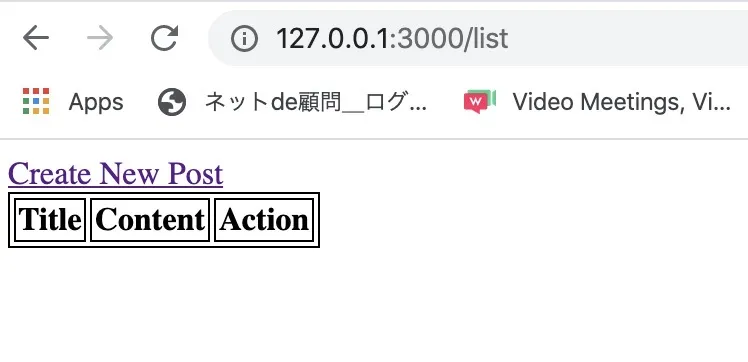 127.0.0.1:3000/list
Apps ネットde顧問__ログ... Video Meetings, Vi...
Create New Post
Title Content Action